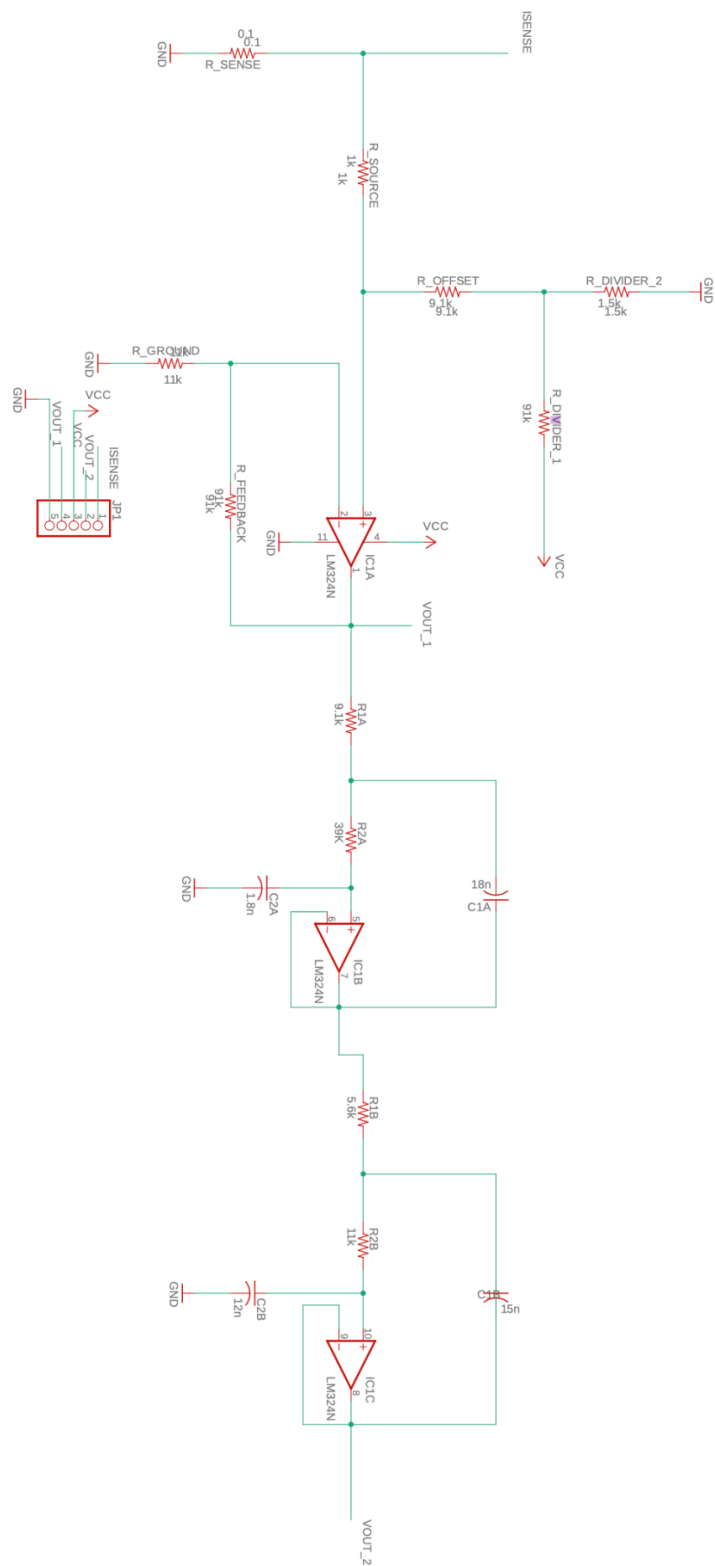 ISENSE
0.1
0.1
GND
R_SENSE
R_SOURCE
1k
1k
R_OFFSET
9.1k
9.1k
R_DIVIDER_2
1.5k
1.5k
GND
R_GROUND
11k
GND
R_DIVIDER_1
91k
VCC
GND
VOUT_1
VCC
VCC
VOUT_2
ISENSE
JP1
5
4
3
2
1
R_FEEDBACK
91k
91k
2
3
-
+
11
4
GND
VCC
IC1A
LM324N
1
VOUT_1
R1A
9.1k
R2A
39K
18n
C1A
GND
C2A
1.8n
6
5
-
+
IC1B
LM324N
7
R1B
5.6k
R2B
11k
C1B
15n
GND
C2B
12n
9
10
-
+
IC1C
LM324N
8
VOUT_2